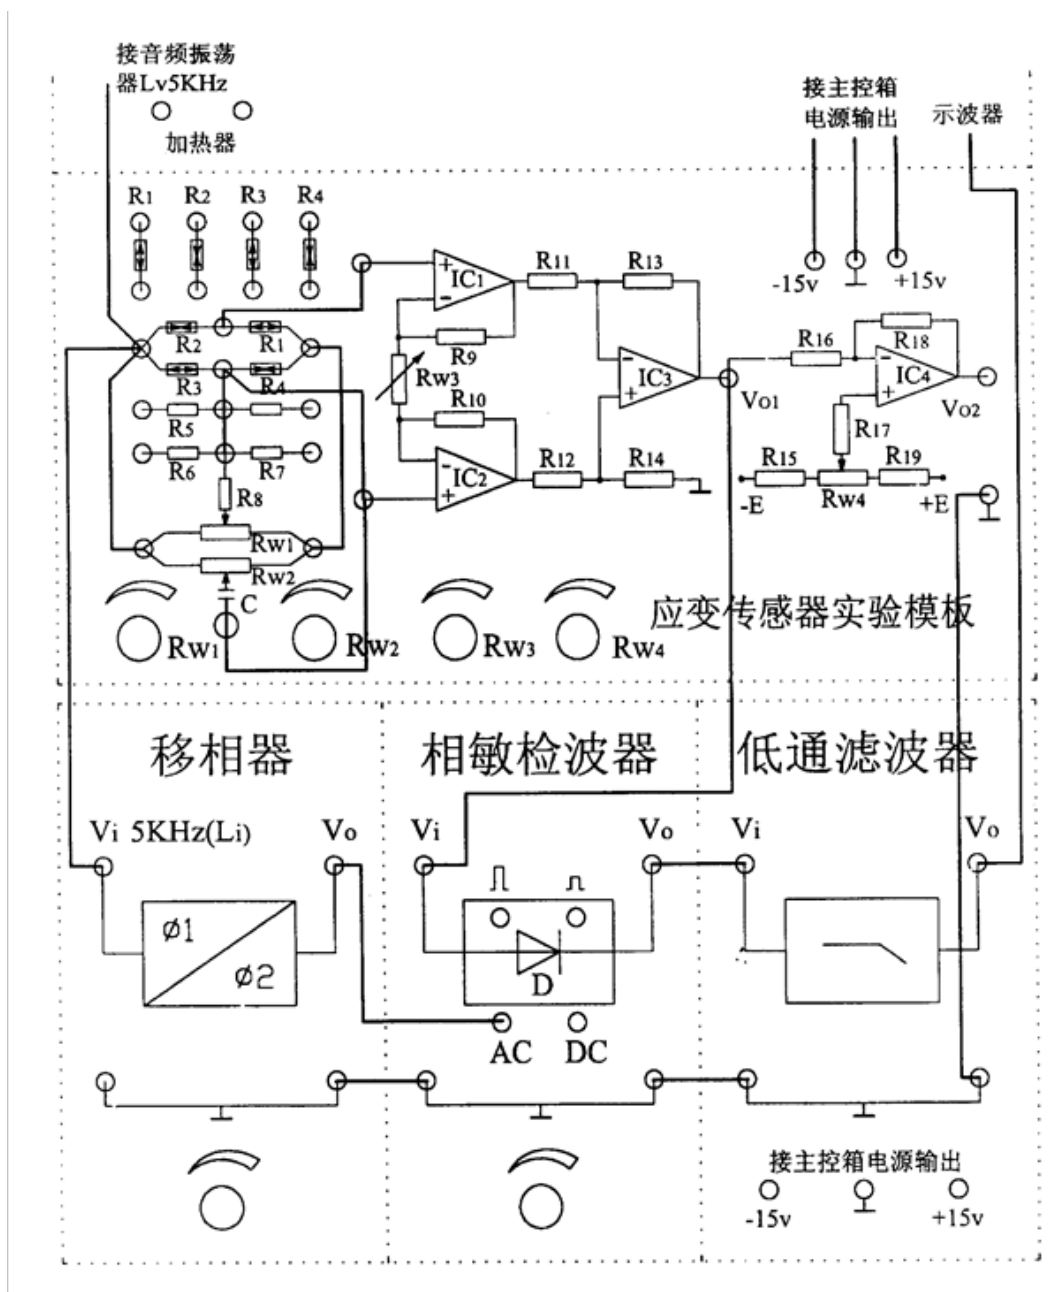 接音频振荡
器Lv5KHz
加热器
接主控箱
电源输出
示波器
R1 R2 R3 R4
-15v +15v
IC1 R11 R13
R2 R1
R9
R16 R18
R3 R4
RW3
IC3
IC4
VO1 VO2
R5
R10
R17
R6 R7
IC2 R12 R14
R15 R19
R8
-E RW4 +E
RW1
RW2
C
RW1 RW2 RW3 RW4
应变传感器实验模板
移相器 相敏检波器 低通滤波器
Vi 5KHz(Li) Vo Vi Vo Vi Vo
Ø1
Ø2
D
AC DC
接主控箱电源输出
-15v +15v